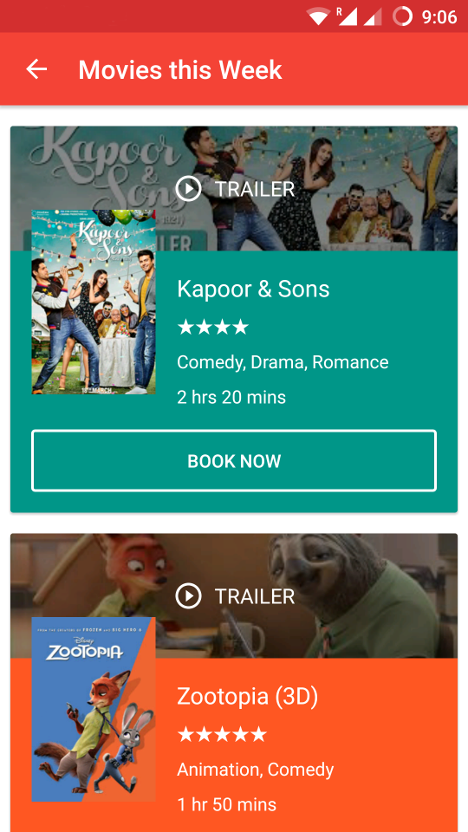 R
9:06
Movies this Week
Kapoor
&
Sons
TRAILER
Kapoor
&
Sons
Kapoor & Sons
★★★★
Comedy, Drama, Romance
2 hrs 20 mins
BOOK NOW
TRAILER
FROM THE CREATORS OF FROZEN AND BIG HERO 6
Disney
ZOOTOPIA
Zootopia (3D)
★★★★★
Animation, Comedy
1 hr 50 mins